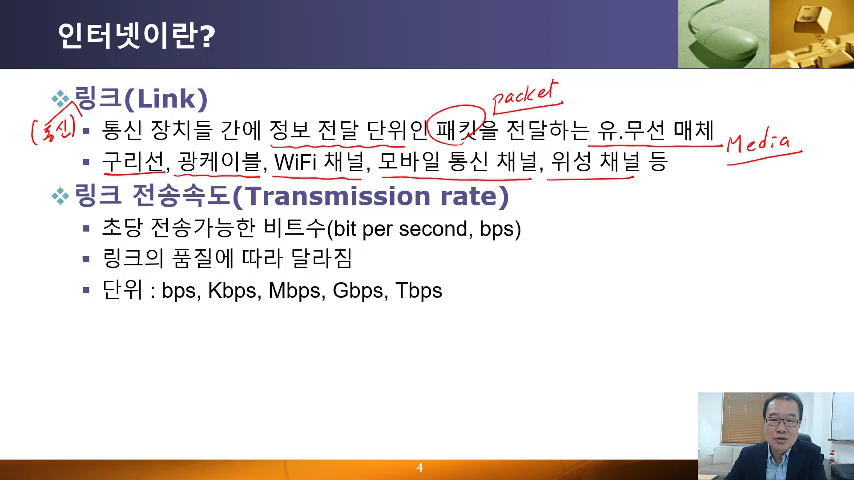 인터넷이란?
링크(Link)
packet
(통신)
통신 장치들 간에 정보 전달 단위인 패킷을 전달하는 유.무선 매체
Media
구리선, 광케이블, WiFi 채널, 모바일 통신 채널, 위성 채널 등
링크 전송속도(Transmission rate)
초당 전송가능한 비트수(bit per second, bps)
링크의 품질에 따라 달라짐
단위 : bps, Kbps, Mbps, Gbps, Tbps
4